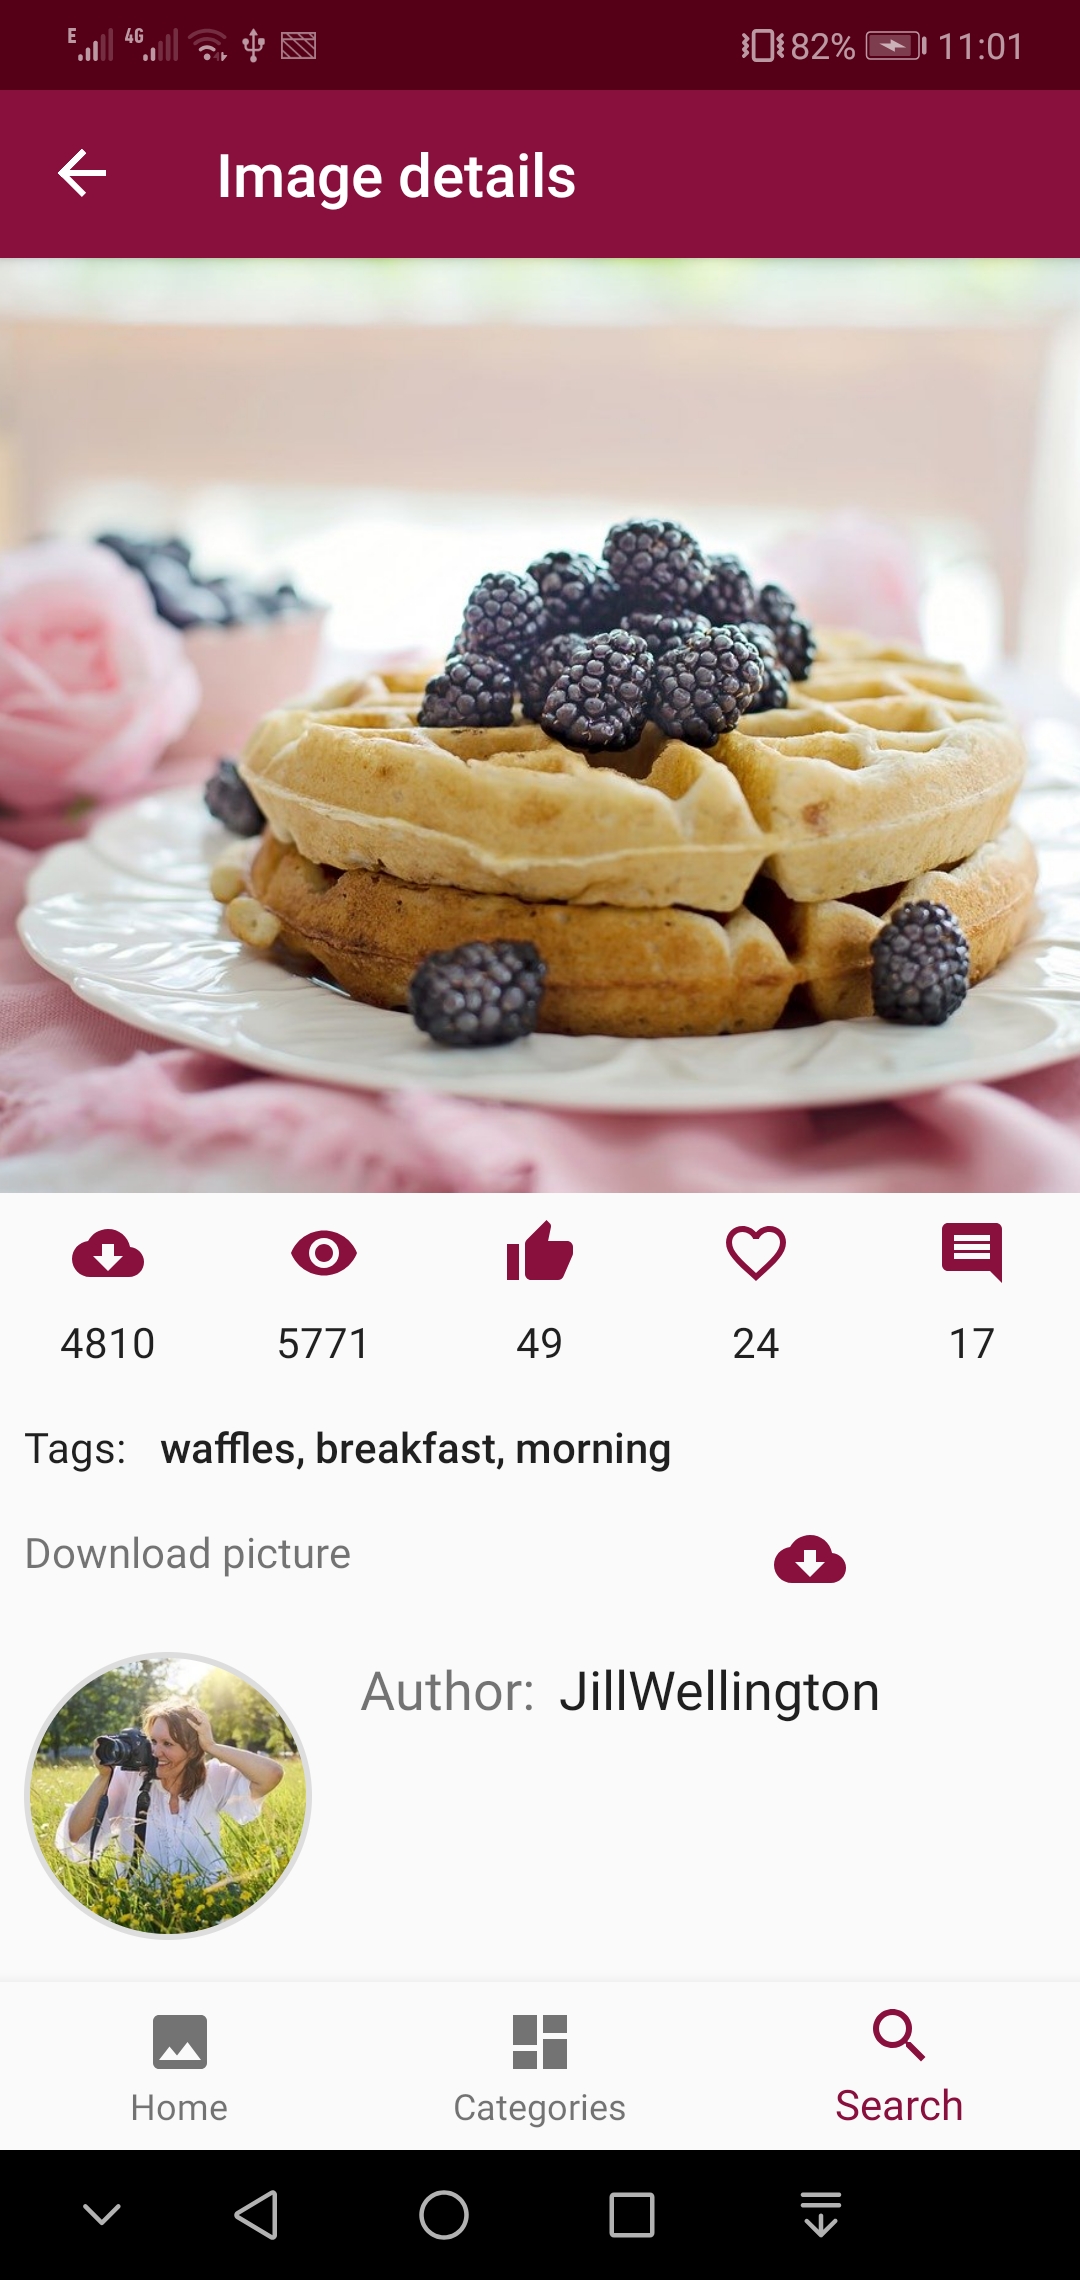 E 4G 82% 11:01
Image details
4810 5771 49 24 17
Tags: waffles, breakfast, morning
Download picture
Author: JillWellington
Home Categories Search